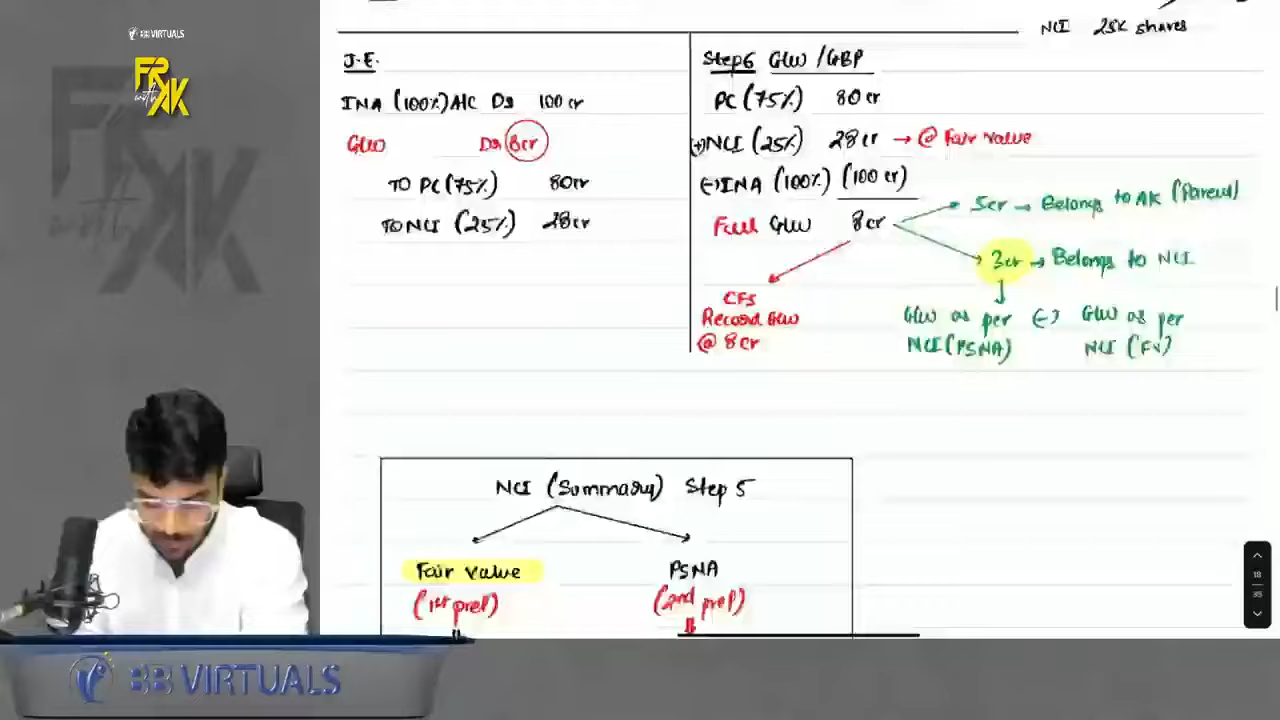 BB VIRTUALS
FR
with
AK
NCI 25K shares
J.E.
INA (100%) A/C Dr 100 cr
GW Dr 8cr
TO PC (75%) 80cr
TO NCI (25%) 28cr
Step6 GW / GBP
PC (75%) 80 cr
(+) NCI (25%) 28 cr → @ Fair value
(-) INA (100%) (100 cr)
Full GW 8 cr
5cr → Belongs to AK (Parent)
3cr → Belongs to NCI
GW as per (-) GW as per
NCI (PSNA) NCI (FV)
CFS
Record GW
@ 8 cr
NCI (Summary) Step 5
Fair value PSNA
(1st pref) (2nd pref)
18
35
BB VIRTUALS